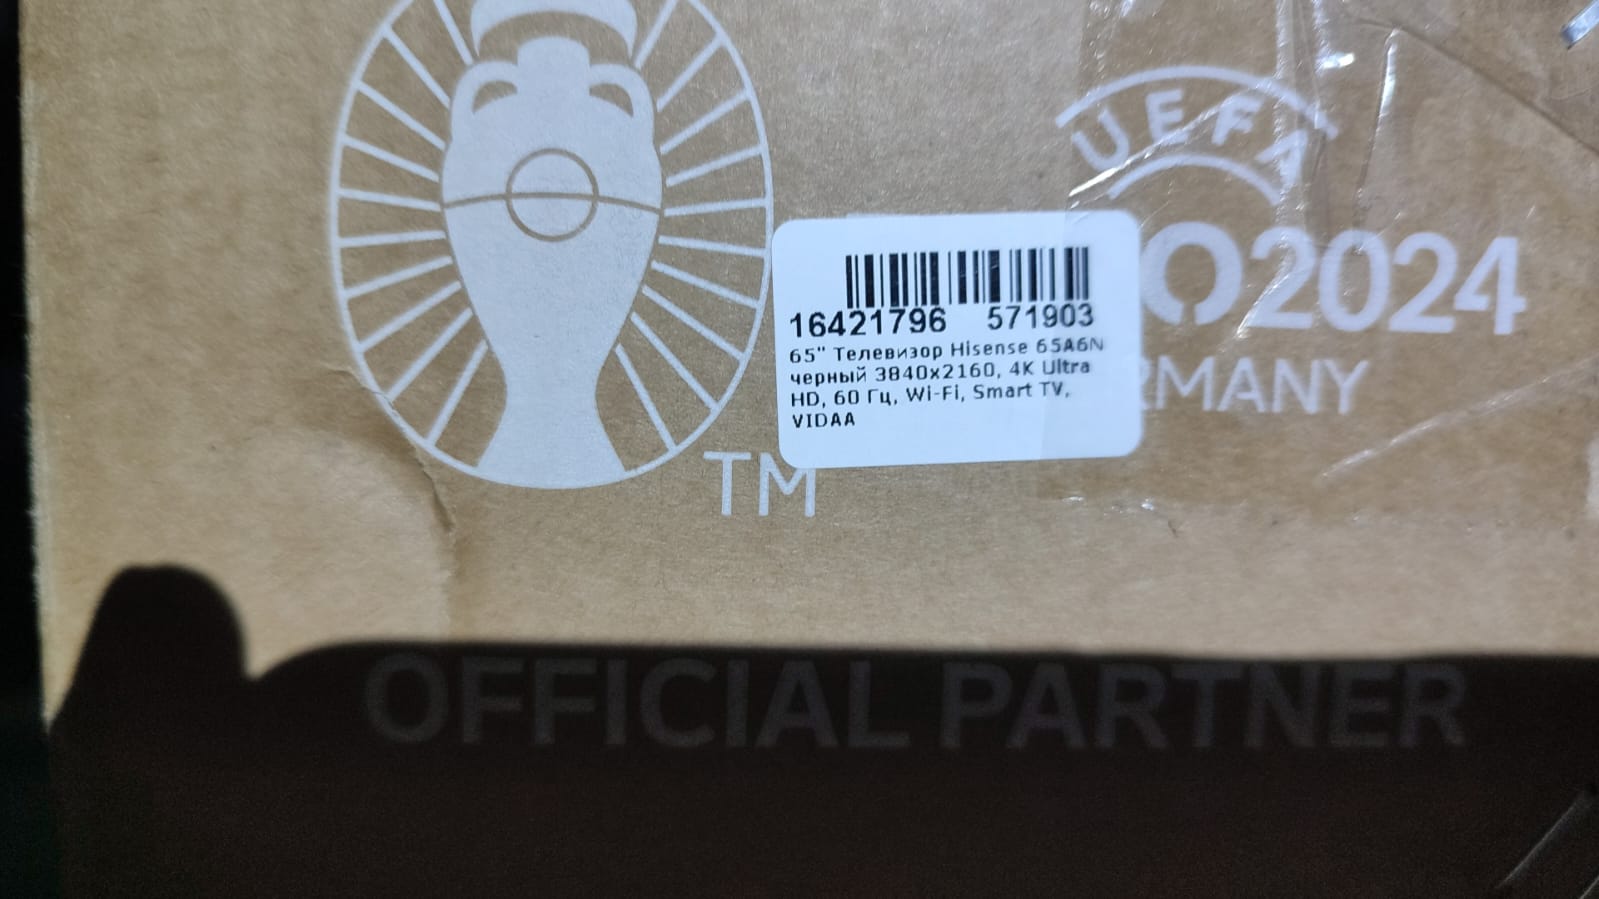 UEFA
O2024
RMANY
TM
16421796 571903
65" Телевизор Hisense 65A6N
черный 3840x2160, 4K Ultra
HD, 60 Гц, Wi-Fi, Smart TV,
VIDAA
OFFICIAL PARTNER